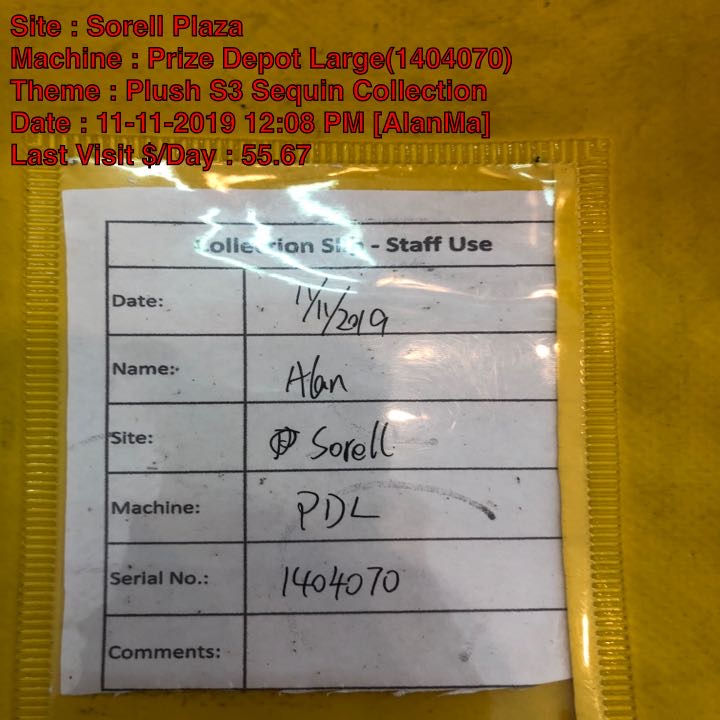 Site : Sorell Plaza
Machine : Prize Depot Large(1404070)
Theme : Plush S3 Sequin Collection
Date : 11-11-2019 12:08 PM [AlanMa]
Last Visit $/Day : 55.67
Collection Slip - Staff Use
Date: 11/11/2019
Name: Alan
Site: Sorell
Machine: PDL
Serial No.: 1404070
Comments: